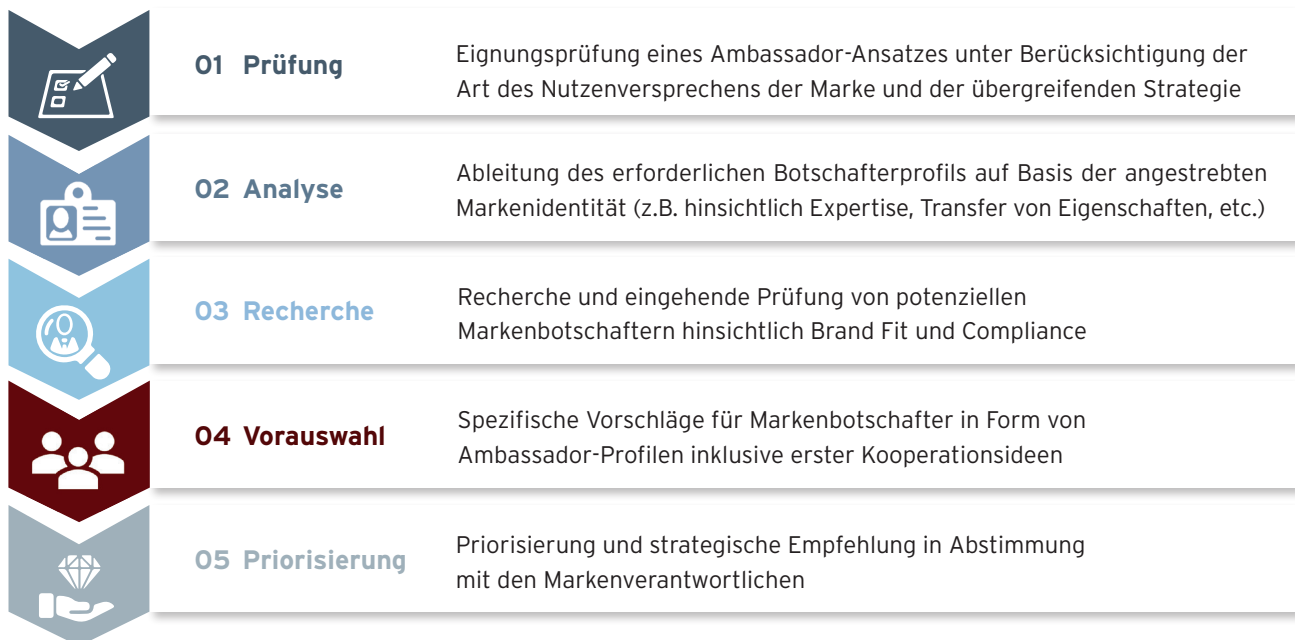 01 Prüfung
Eignungsprüfung eines Ambassador-Ansatzes unter Berücksichtigung der
Art des Nutzenversprechens der Marke und der übergreifenden Strategie
02 Analyse
Ableitung des erforderlichen Botschafterprofils auf Basis der angestrebten
Markenidentität (z.B. hinsichtlich Expertise, Transfer von Eigenschaften, etc.)
03 Recherche
Recherche und eingehende Prüfung von potenziellen
Markenbotschaftern hinsichtlich Brand Fit und Compliance
04 Vorauswahl
Spezifische Vorschläge für Markenbotschafter in Form von
Ambassador-Profilen inklusive erster Kooperationsideen
05 Priorisierung
Priorisierung und strategische Empfehlung in Abstimmung
mit den Markenverantwortlichen